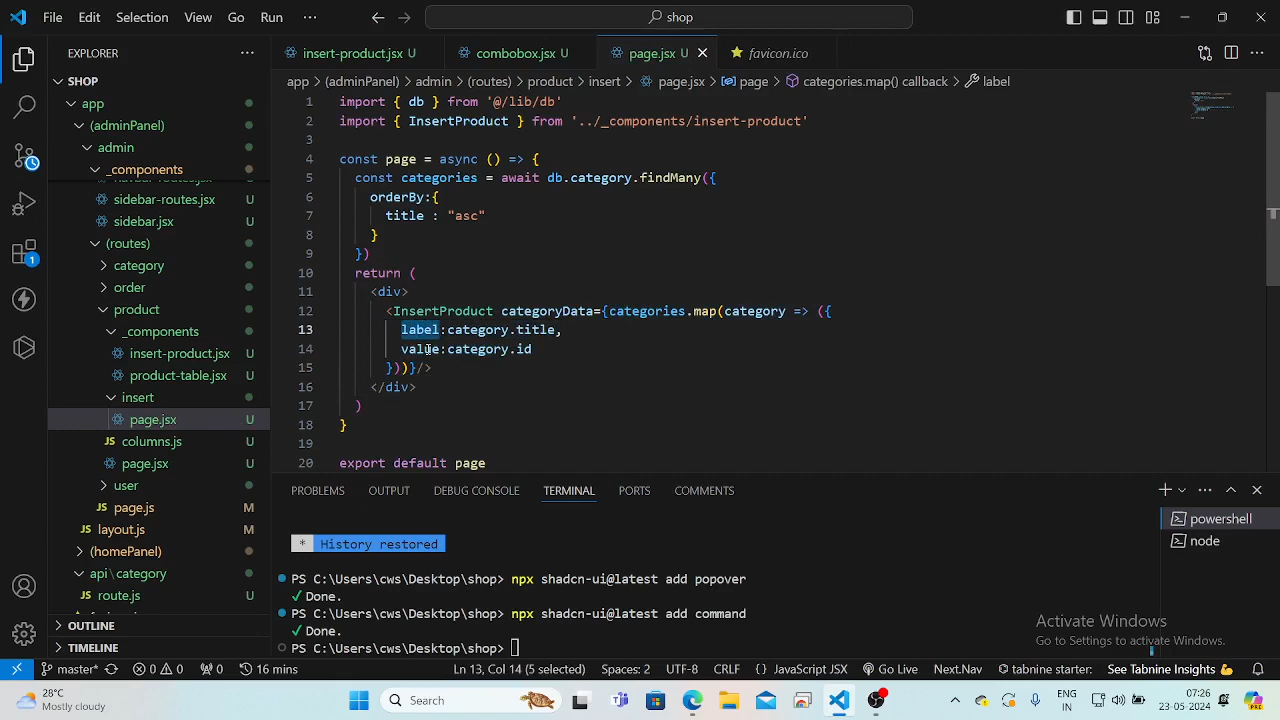 File Edit Selection View Go Run ··· shop
EXPLORER ···
insert-product.jsx U combobox.jsx U page.jsx U favicon.ico ···
app > (adminPanel) > admin > (routes) > product > insert > page.jsx > page > categories.map() callback > label
SHOP
app
(adminPanel)
admin
_components
sidebar-routes.jsx U
sidebar.jsx U
(routes)
category
order
product
_components
insert-product.jsx U
product-table.jsx U
insert
page.jsx U
JS columns.js U
page.jsx U
user
JS page.js M
JS layout.js M
(homePanel)
api\category
JS route.js U
OUTLINE
TIMELINE
1 import { db } from '@/lib/db'
2 import { InsertProduct } from '../_components/insert-product'
3
4 const page = async () => {
5 const categories = await db.category.findMany({
6 orderBy:{
7 title : "asc"
8 }
9 })
10 return (
11 <div>
12 <InsertProduct categoryData={categories.map(category => ({
13 label:category.title,
14 value:category.id
15 }))}/>
16 </div>
17 )
18 }
19
20 export default page
PROBLEMS OUTPUT DEBUG CONSOLE TERMINAL PORTS COMMENTS ···
powershell
node
* History restored
PS C:\Users\cws\Desktop\shop> npx shadcn-ui@latest add popover
✓ Done.
PS C:\Users\cws\Desktop\shop> npx shadcn-ui@latest add command
✓ Done.
PS C:\Users\cws\Desktop\shop>
Activate Windows
Go to Settings to activate Windows.
master* 0 0 0 16 mins Ln 13, Col 14 (5 selected) Spaces: 2 UTF-8 CRLF {} JavaScript JSX Go Live Next.Nav tabnine starter: See Tabnine Insights
28°C
Mostly cloudy
Search
ENG
IN
07:26
23-05-2024